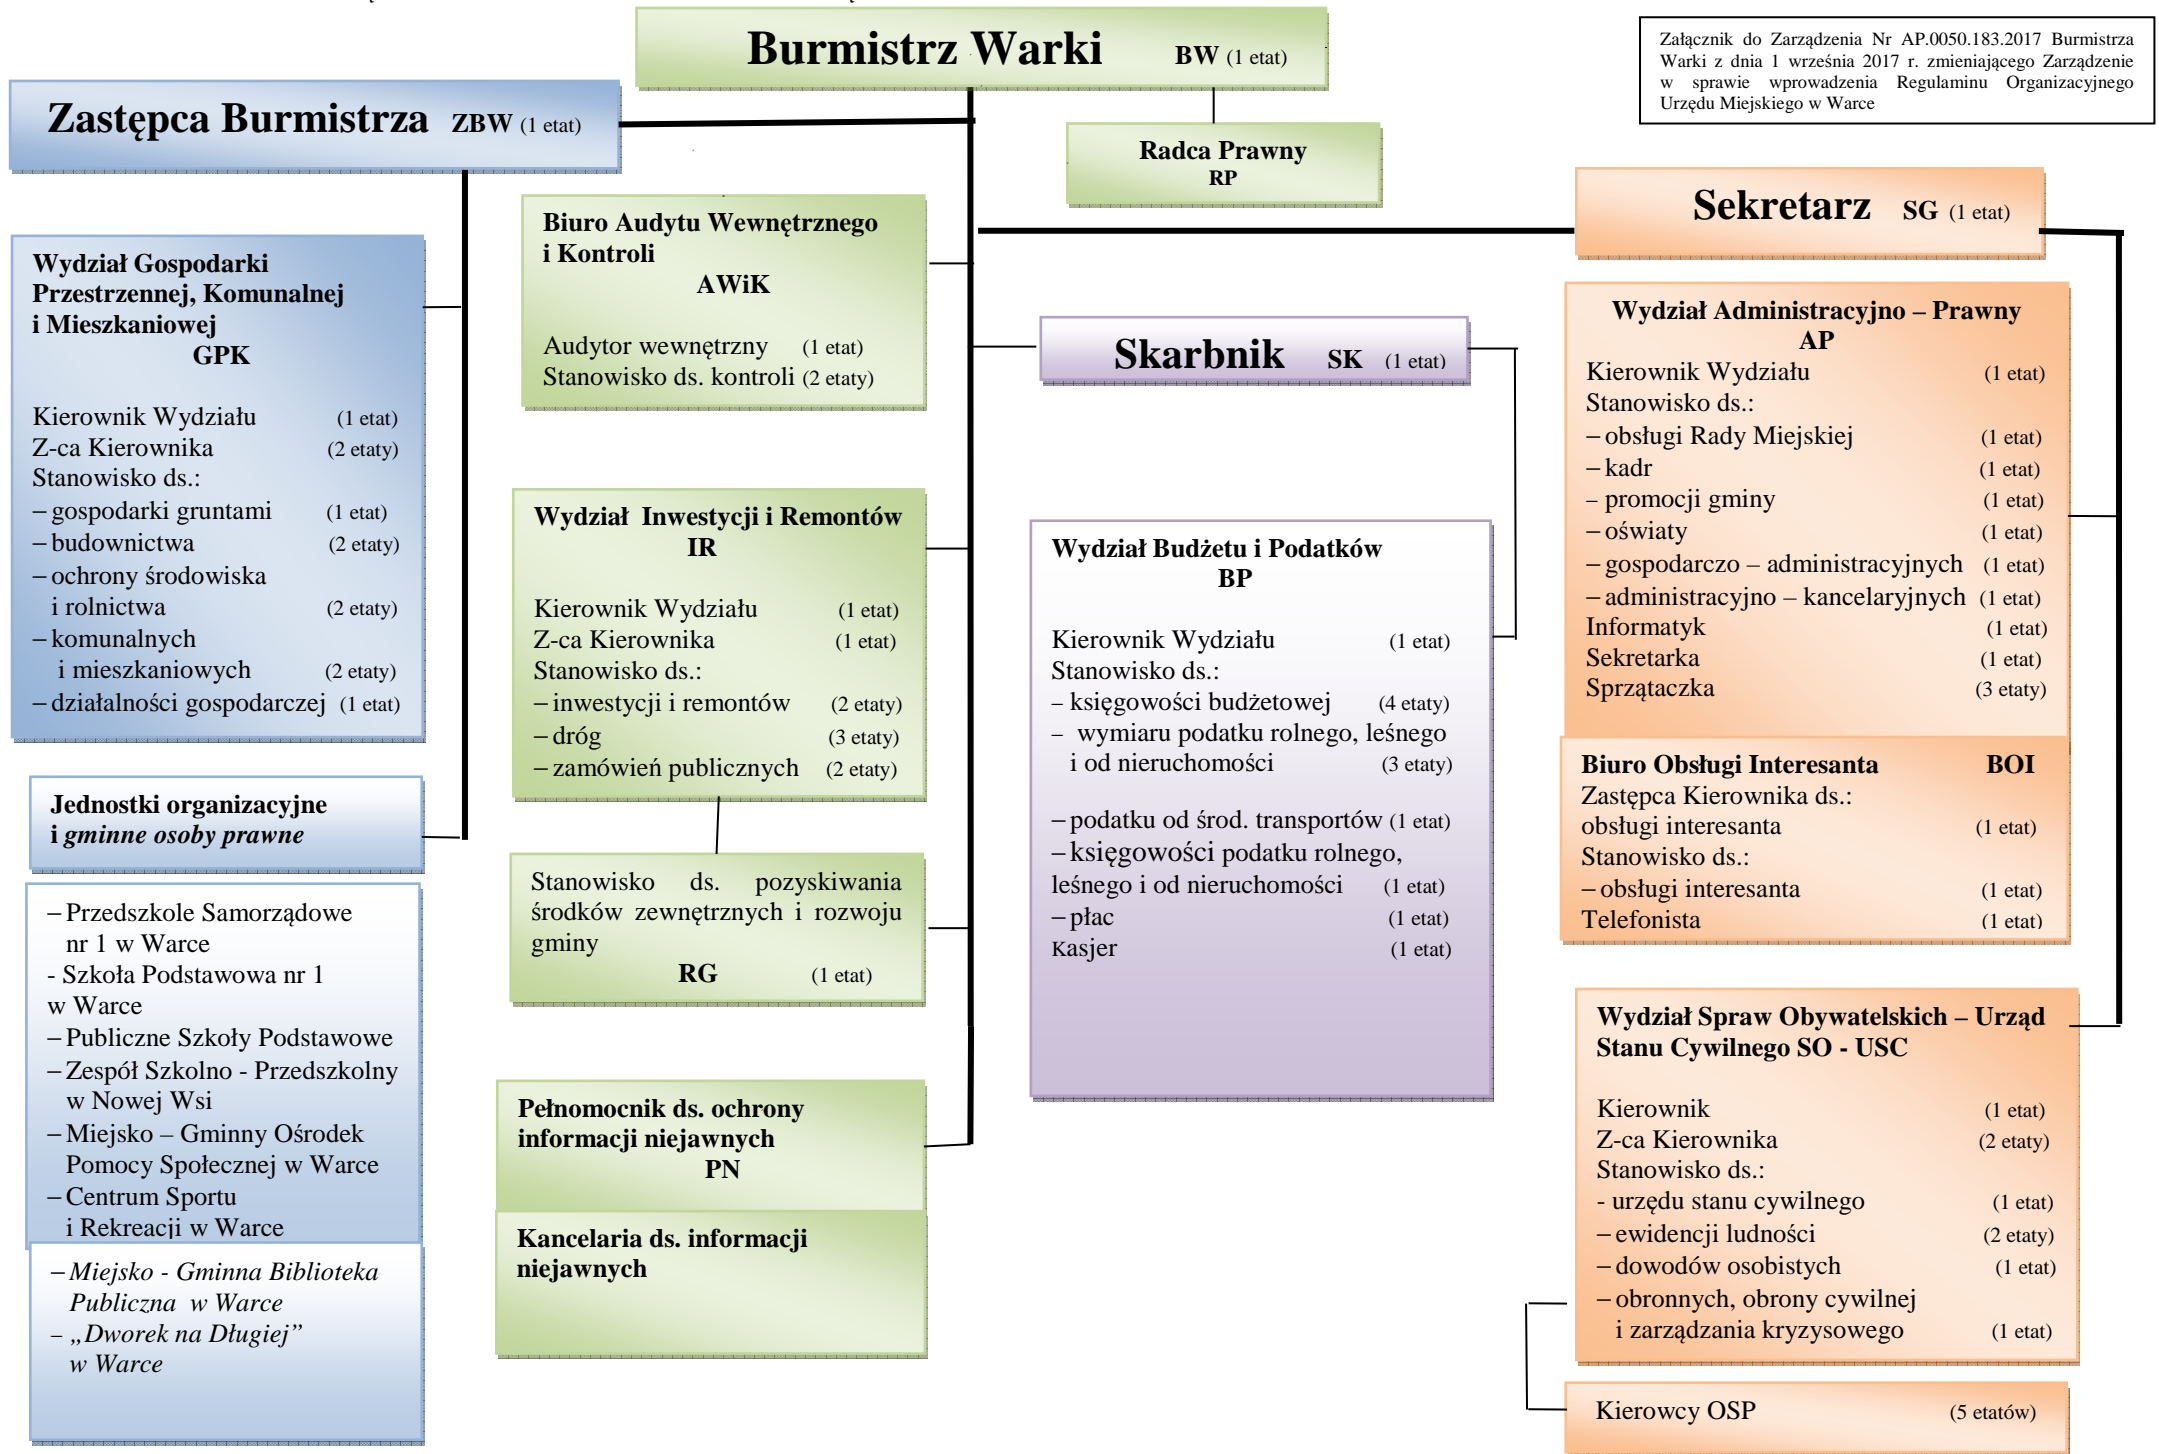 Burmistrz Warki BW (1 etat)
Załącznik do Zarządzenia Nr AP.0050.183.2017 Burmistrza
Warki z dnia 1 września 2017 r. zmieniającego Zarządzenie
w sprawie wprowadzenia Regulaminu Organizacyjnego
Urzędu Miejskiego w Warce
Zastępca Burmistrza ZBW (1 etat)
Radca Prawny
RP
Sekretarz SG (1 etat)
Wydział Gospodarki
Przestrzennej, Komunalnej
i Mieszkaniowej
GPK
Kierownik Wydziału (1 etat)
Z-ca Kierownika (2 etaty)
Stanowisko ds.:
– gospodarki gruntami (1 etat)
– budownictwa (2 etaty)
– ochrony środowiska
i rolnictwa (2 etaty)
– komunalnych
i mieszkaniowych (2 etaty)
– działalności gospodarczej (1 etat)
Jednostki organizacyjne
i gminne osoby prawne
– Przedszkole Samorządowe
nr 1 w Warce
- Szkoła Podstawowa nr 1
w Warce
– Publiczne Szkoły Podstawowe
– Zespół Szkolno - Przedszkolny
w Nowej Wsi
– Miejsko – Gminny Ośrodek
Pomocy Społecznej w Warce
– Centrum Sportu
i Rekreacji w Warce
– Miejsko - Gminna Biblioteka
Publiczna w Warce
– „Dworek na Długiej”
w Warce
Biuro Audytu Wewnętrznego
i Kontroli
AWiK
Audytor wewnętrzny (1 etat)
Stanowisko ds. kontroli (2 etaty)
Wydział Inwestycji i Remontów
IR
Kierownik Wydziału (1 etat)
Z-ca Kierownika (1 etat)
Stanowisko ds.:
– inwestycji i remontów (2 etaty)
– dróg (3 etaty)
– zamówień publicznych (2 etaty)
Stanowisko ds. pozyskiwania
środków zewnętrznych i rozwoju
gminy
RG (1 etat)
Pełnomocnik ds. ochrony
informacji niejawnych
PN
Kancelaria ds. informacji
niejawnych
Skarbnik SK (1 etat)
Wydział Budżetu i Podatków
BP
Kierownik Wydziału (1 etat)
Stanowisko ds.:
– księgowości budżetowej (4 etaty)
– wymiaru podatku rolnego, leśnego
i od nieruchomości (3 etaty)
– podatku od środ. transportów (1 etat)
– księgowości podatku rolnego,
leśnego i od nieruchomości (1 etat)
– płac (1 etat)
Kasjer (1 etat)
Wydział Administracyjno – Prawny
AP
Kierownik Wydziału (1 etat)
Stanowisko ds.:
– obsługi Rady Miejskiej (1 etat)
– kadr (1 etat)
– promocji gminy (1 etat)
– oświaty (1 etat)
– gospodarczo – administracyjnych (1 etat)
– administracyjno – kancelaryjnych (1 etat)
Informatyk (1 etat)
Sekretarka (1 etat)
Sprzątaczka (3 etaty)
Biuro Obsługi Interesanta BOI
Zastępca Kierownika ds.:
obsługi interesanta (1 etat)
Stanowisko ds.:
– obsługi interesanta (1 etat)
Telefonista (1 etat)
Wydział Spraw Obywatelskich – Urząd
Stanu Cywilnego SO - USC
Kierownik (1 etat)
Z-ca Kierownika (2 etaty)
Stanowisko ds.:
- urzędu stanu cywilnego (1 etat)
– ewidencji ludności (2 etaty)
– dowodów osobistych (1 etat)
– obronnych, obrony cywilnej
i zarządzania kryzysowego (1 etat)
Kierowcy OSP (5 etatów)